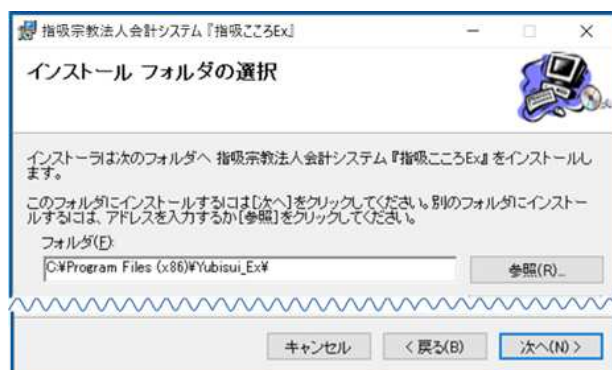 指吸宗教法人会計システム『指吸こころEx』
インストール フォルダの選択
インストーラは次のフォルダへ 指吸宗教法人会計システム『指吸こころEx』 をインストールし
ます。
このフォルダにインストールするには[次へ]をクリックしてください。別のフォルダにインストー
ルするには、アドレスを入力するか[参照]をクリックしてください。
フォルダ(F):
C:¥Program Files (x86)¥Yubisui_Ex¥
参照(R)...
キャンセル
< 戻る(B)
次へ(N) >